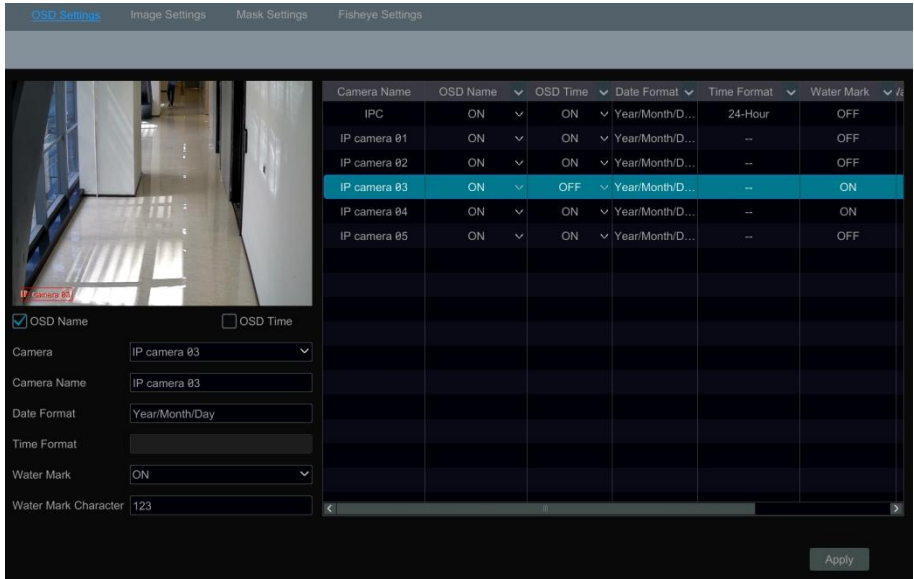 OSD Settings Image Settings Mask Settings Fisheye Settings
Camera Name OSD Name OSD Time Date Format Time Format Water Mark
IPC ON ON Year/Month/D... 24-Hour OFF
IP camera 01 ON ON Year/Month/D... -- OFF
IP camera 02 ON ON Year/Month/D... -- OFF
IP camera 03 ON OFF Year/Month/D... -- ON
IP camera 04 ON ON Year/Month/D... -- ON
IP camera 05 ON ON Year/Month/D... -- OFF
IP camera 03
OSD Name OSD Time
Camera IP camera 03
Camera Name IP camera 03
Date Format Year/Month/Day
Time Format
Water Mark ON
Water Mark Character 123
Apply